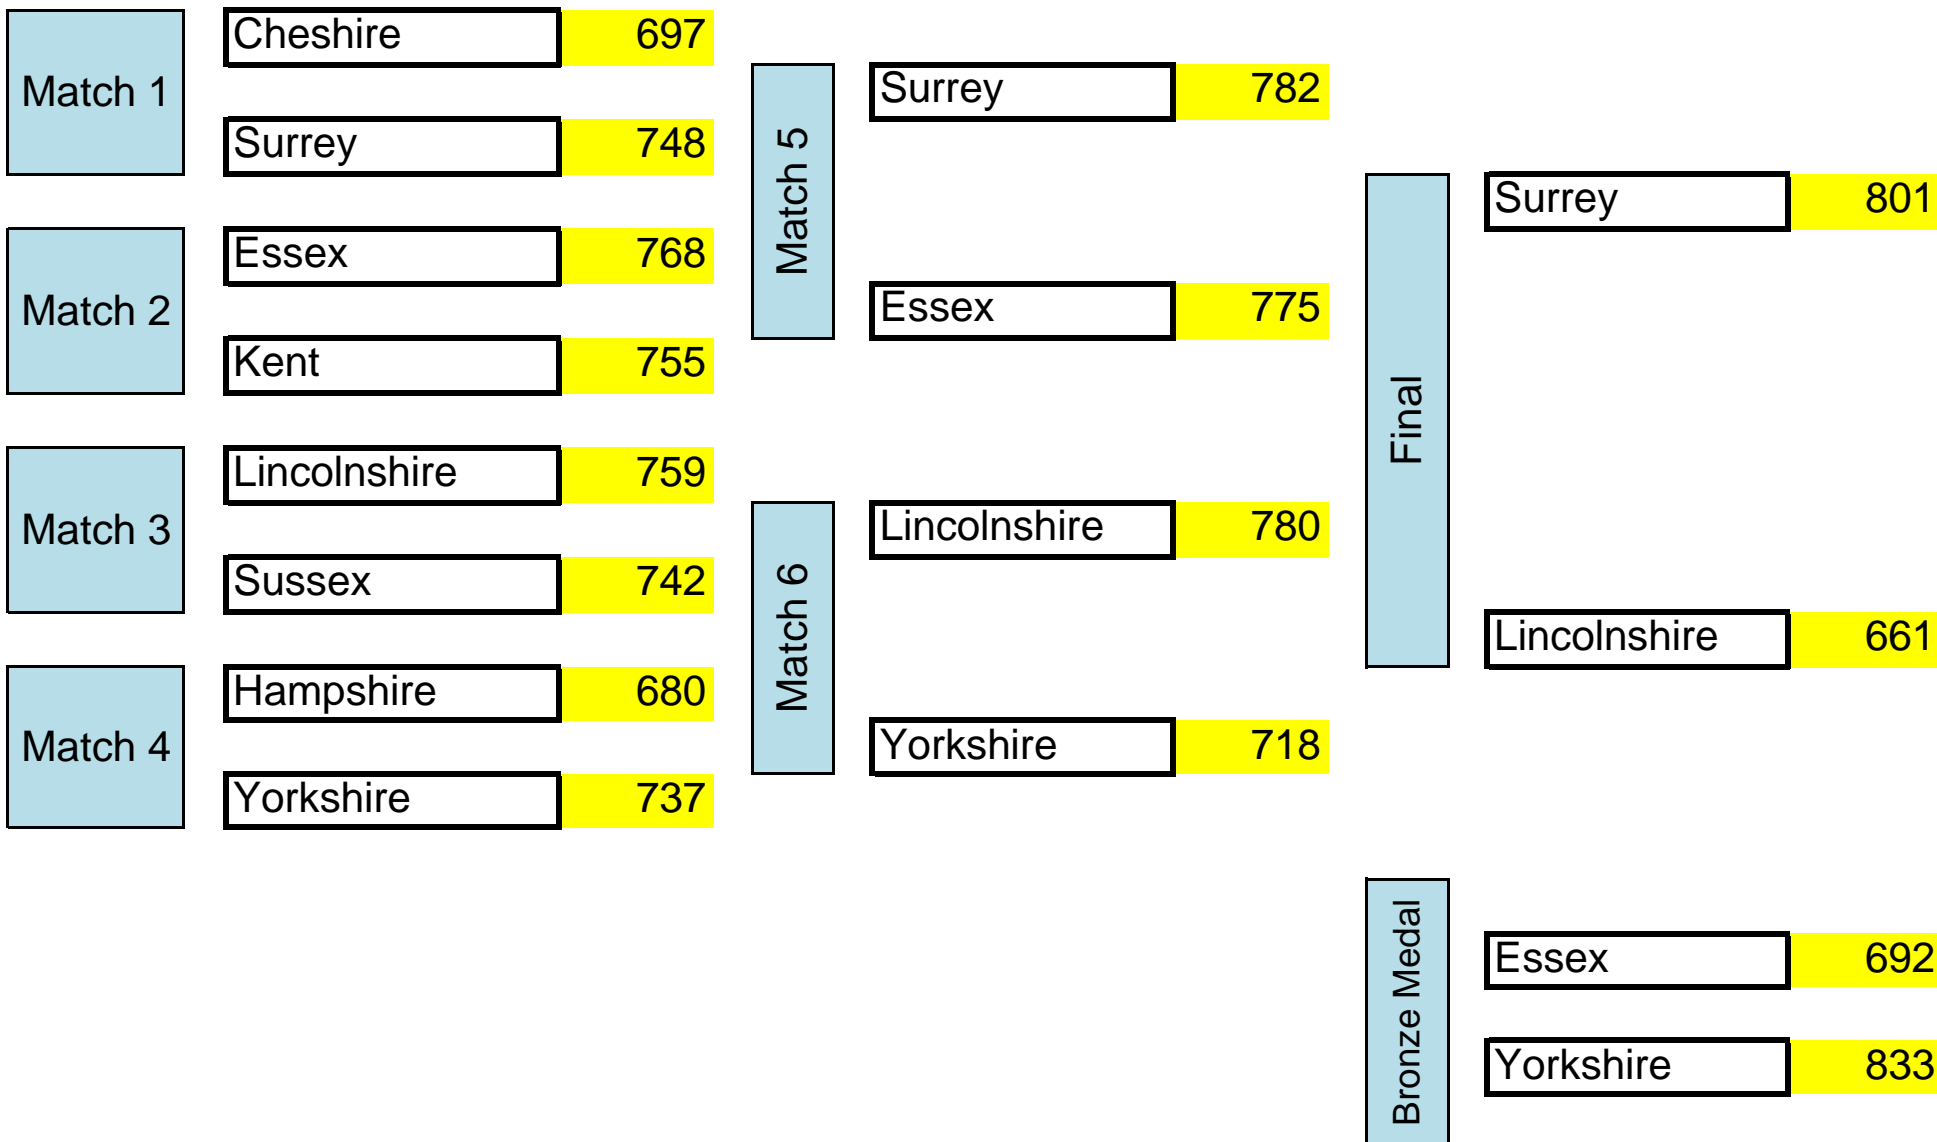 Match 1
Cheshire 697
Surrey 748
Match 2
Essex 768
Kent 755
Match 3
Lincolnshire 759
Sussex 742
Match 4
Hampshire 680
Yorkshire 737
Match 5
Surrey 782
Essex 775
Match 6
Lincolnshire 780
Yorkshire 718
Final
Surrey 801
Lincolnshire 661
Bronze Medal
Essex 692
Yorkshire 833